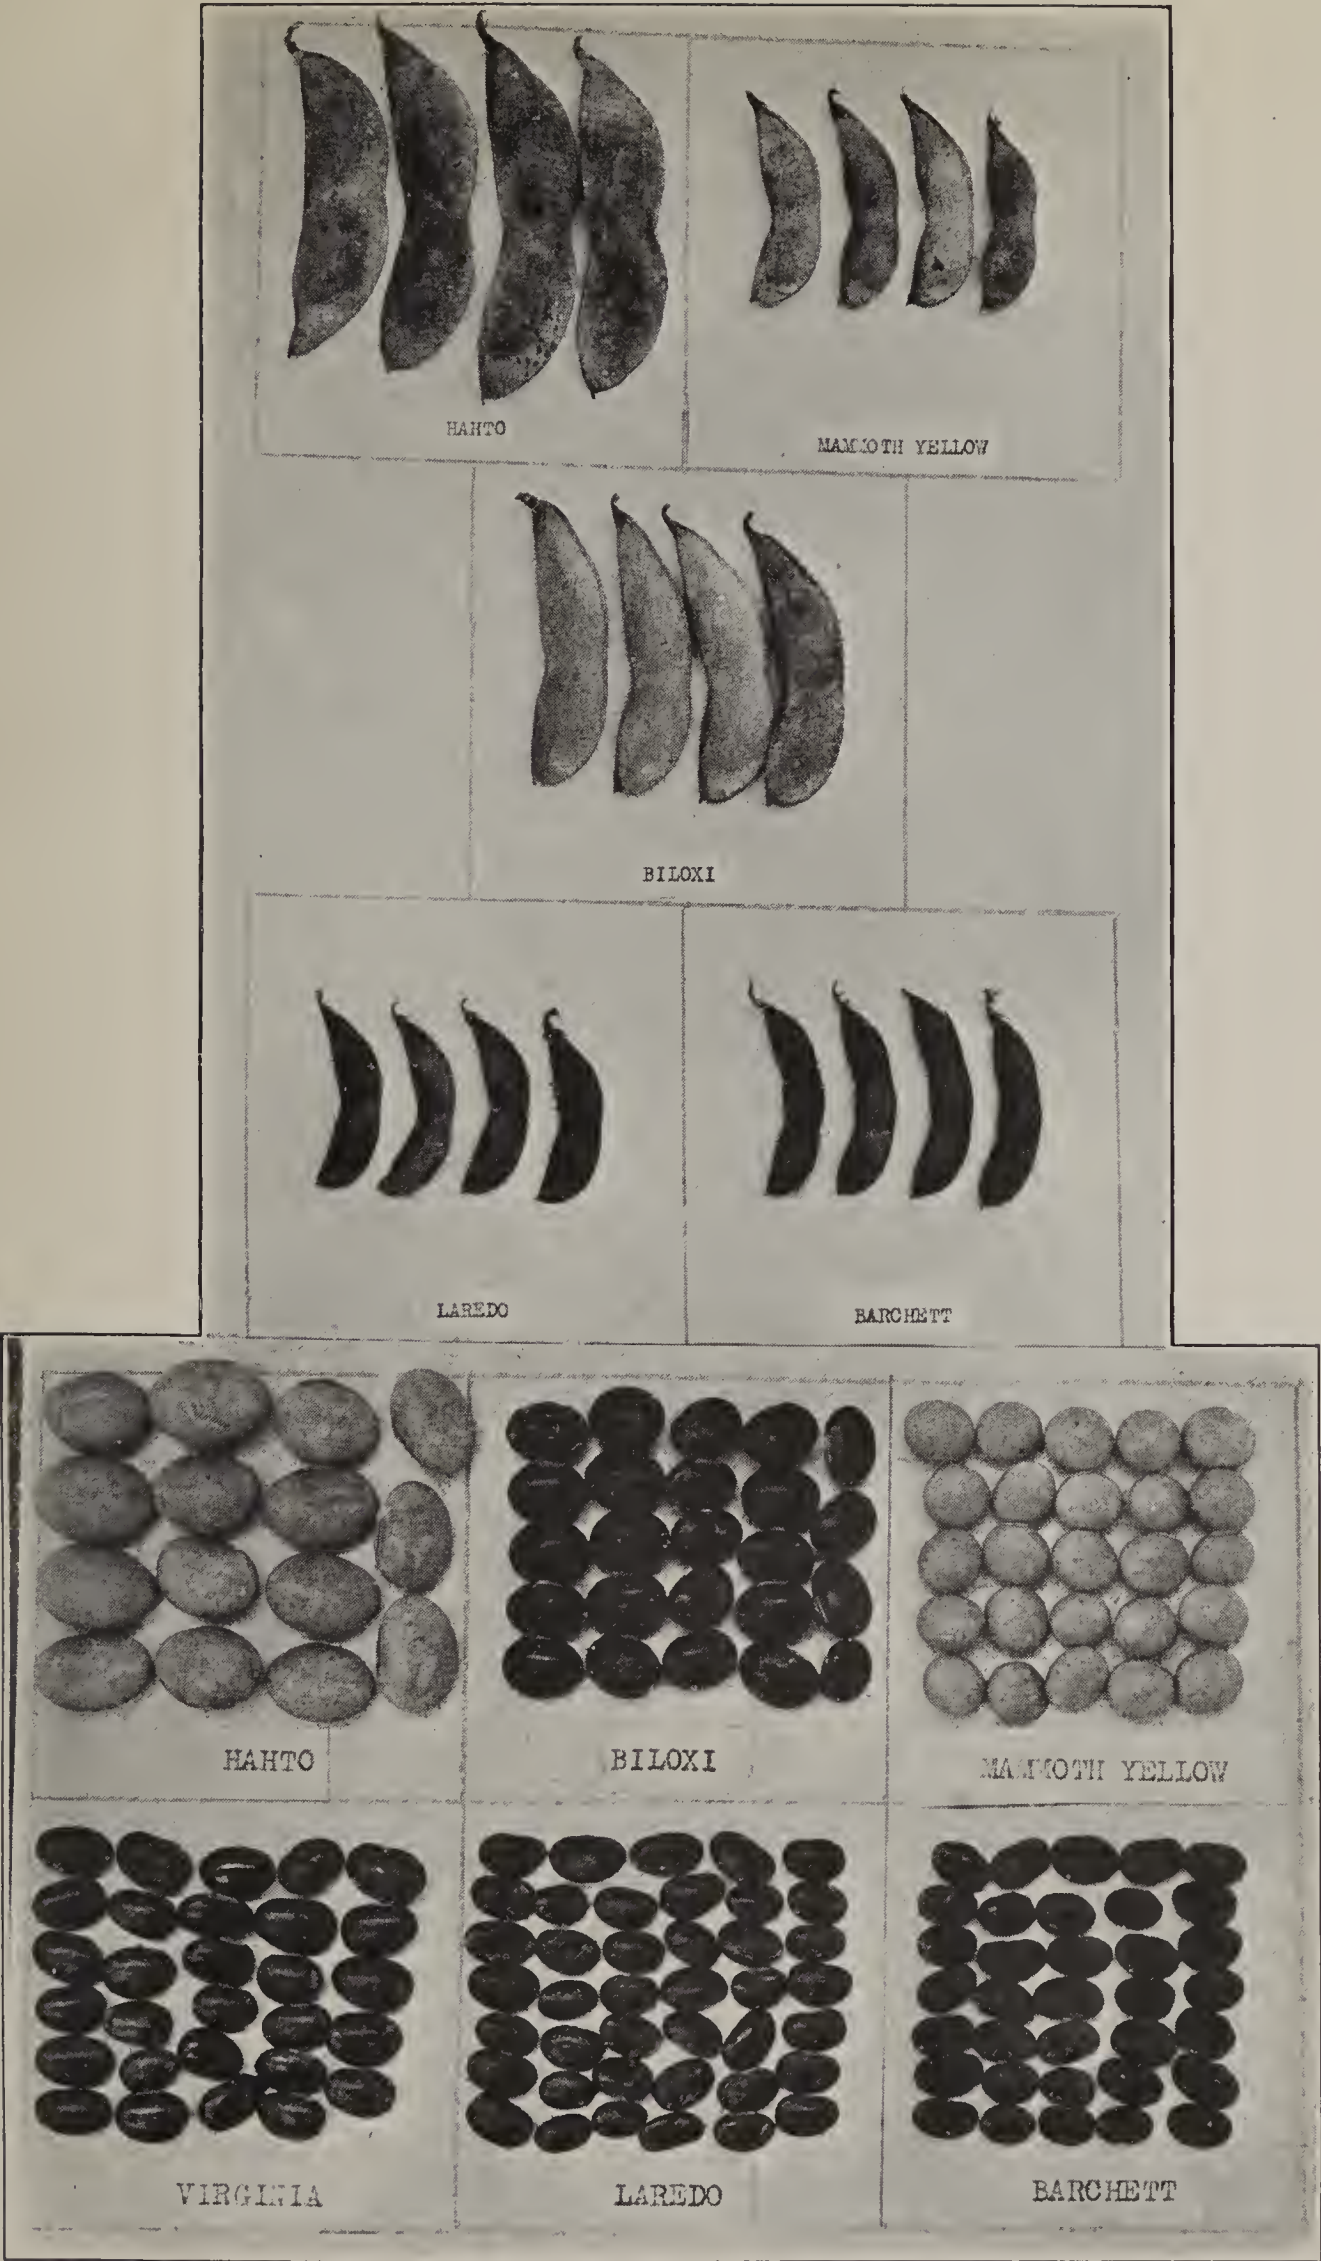 HAHTO
MAMMOTH YELLOW
BILOXI
LAREDO
BARCHETT
HAHTO
BILOXI
MAMMOTH YELLOW
VIRGINIA
LAREDO
BARCHETT